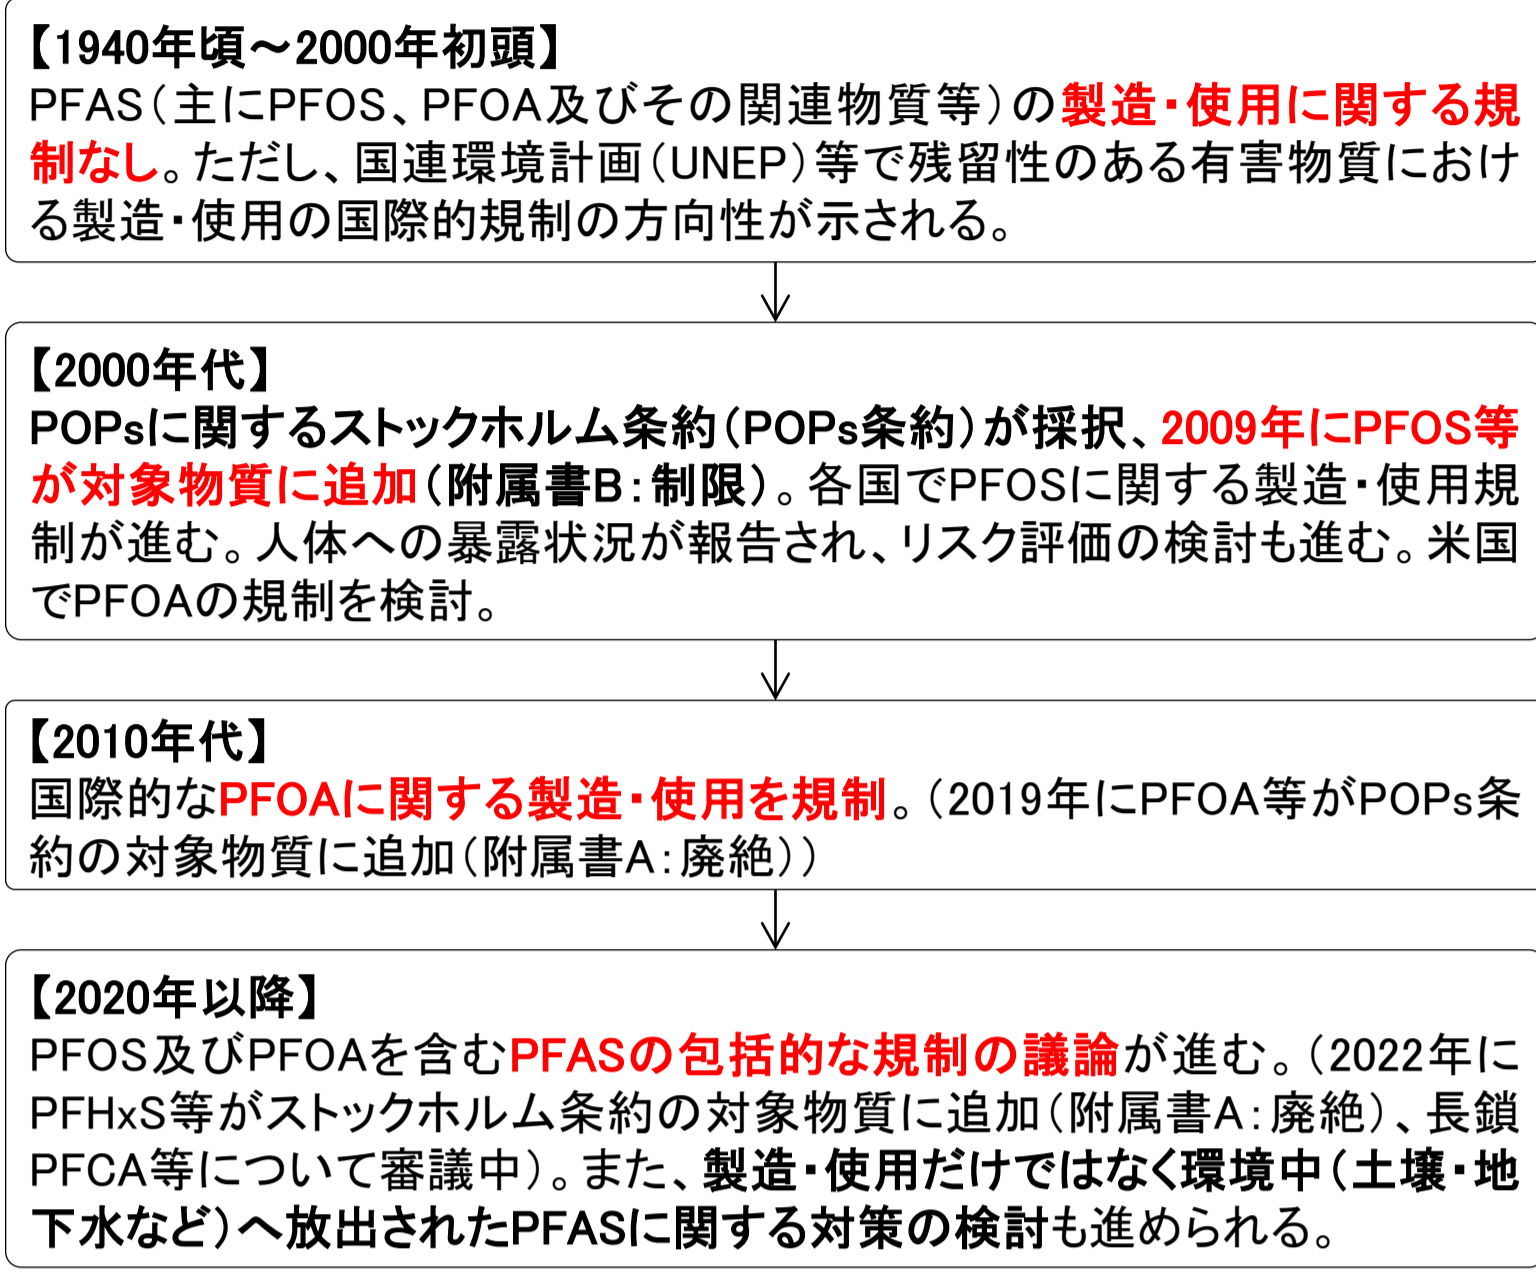 【1940年頃～2000年初頭】
PFAS（主にPFOS、PFOA及びその関連物質等）の製造・使用に関する規
制なし。ただし、国連環境計画（UNEP）等で残留性のある有害物質におけ
る製造・使用の国際的規制の方向性が示される。
【2000年代】
POPsに関するストックホルム条約（POPs条約）が採択、2009年にPFOS等
が対象物質に追加（附属書B：制限）。各国でPFOSに関する製造・使用規
制が進む。人体への暴露状況が報告され、リスク評価の検討も進む。米国
でPFOAの規制を検討。
【2010年代】
国際的なPFOAに関する製造・使用を規制。（2019年にPFOA等がPOPs条
約の対象物質に追加（附属書A：廃絶））
【2020年以降】
PFOS及びPFOAを含むPFASの包括的な規制の議論が進む。（2022年に
PFHxS等がストックホルム条約の対象物質に追加（附属書A：廃絶）、長鎖
PFCA等について審議中）。また、製造・使用だけではなく環境中（土壌・地
下水など）へ放出されたPFASに関する対策の検討も進められる。